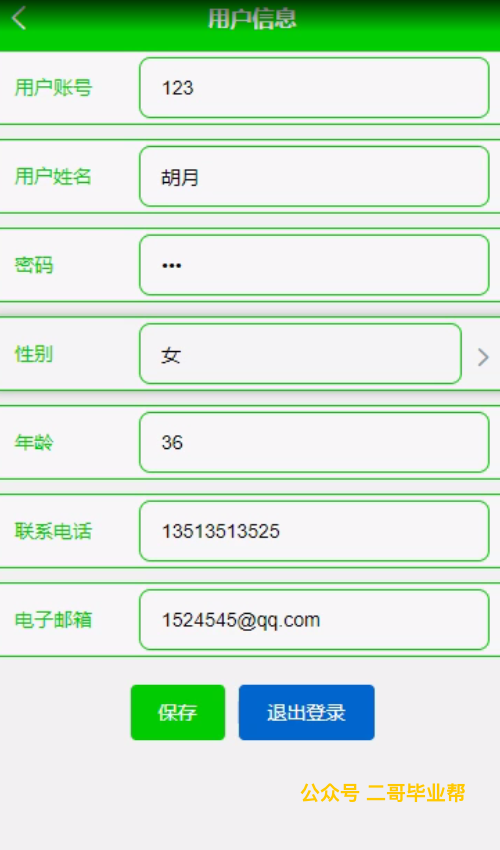 用户信息
用户账号 123
用户姓名 胡月
密码 •••
性别 女
年龄 36
联系电话 13513513525
电子邮箱 1524545@qq.com
保存 退出登录
公众号 二哥毕业帮